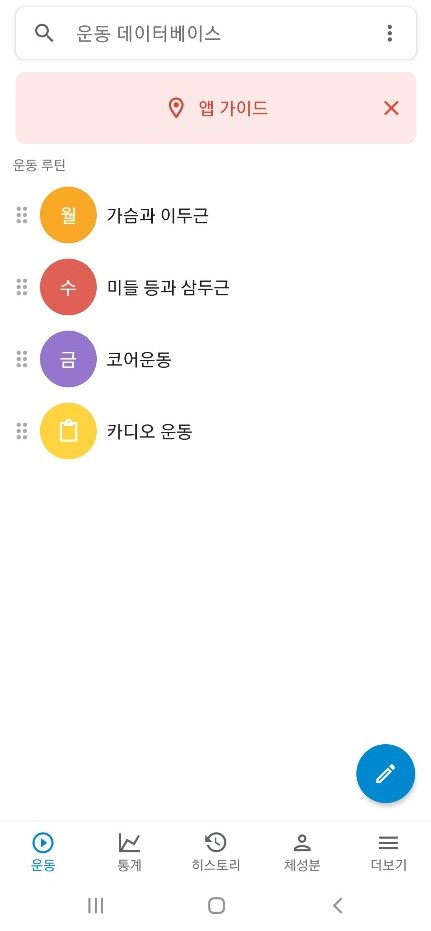 운동 데이터베이스
앱 가이드
운동 루틴
월 가슴과 이두근
수 미들 등과 삼두근
금 코어운동
카디오 운동
운동 통계 히스토리 체성분 더보기